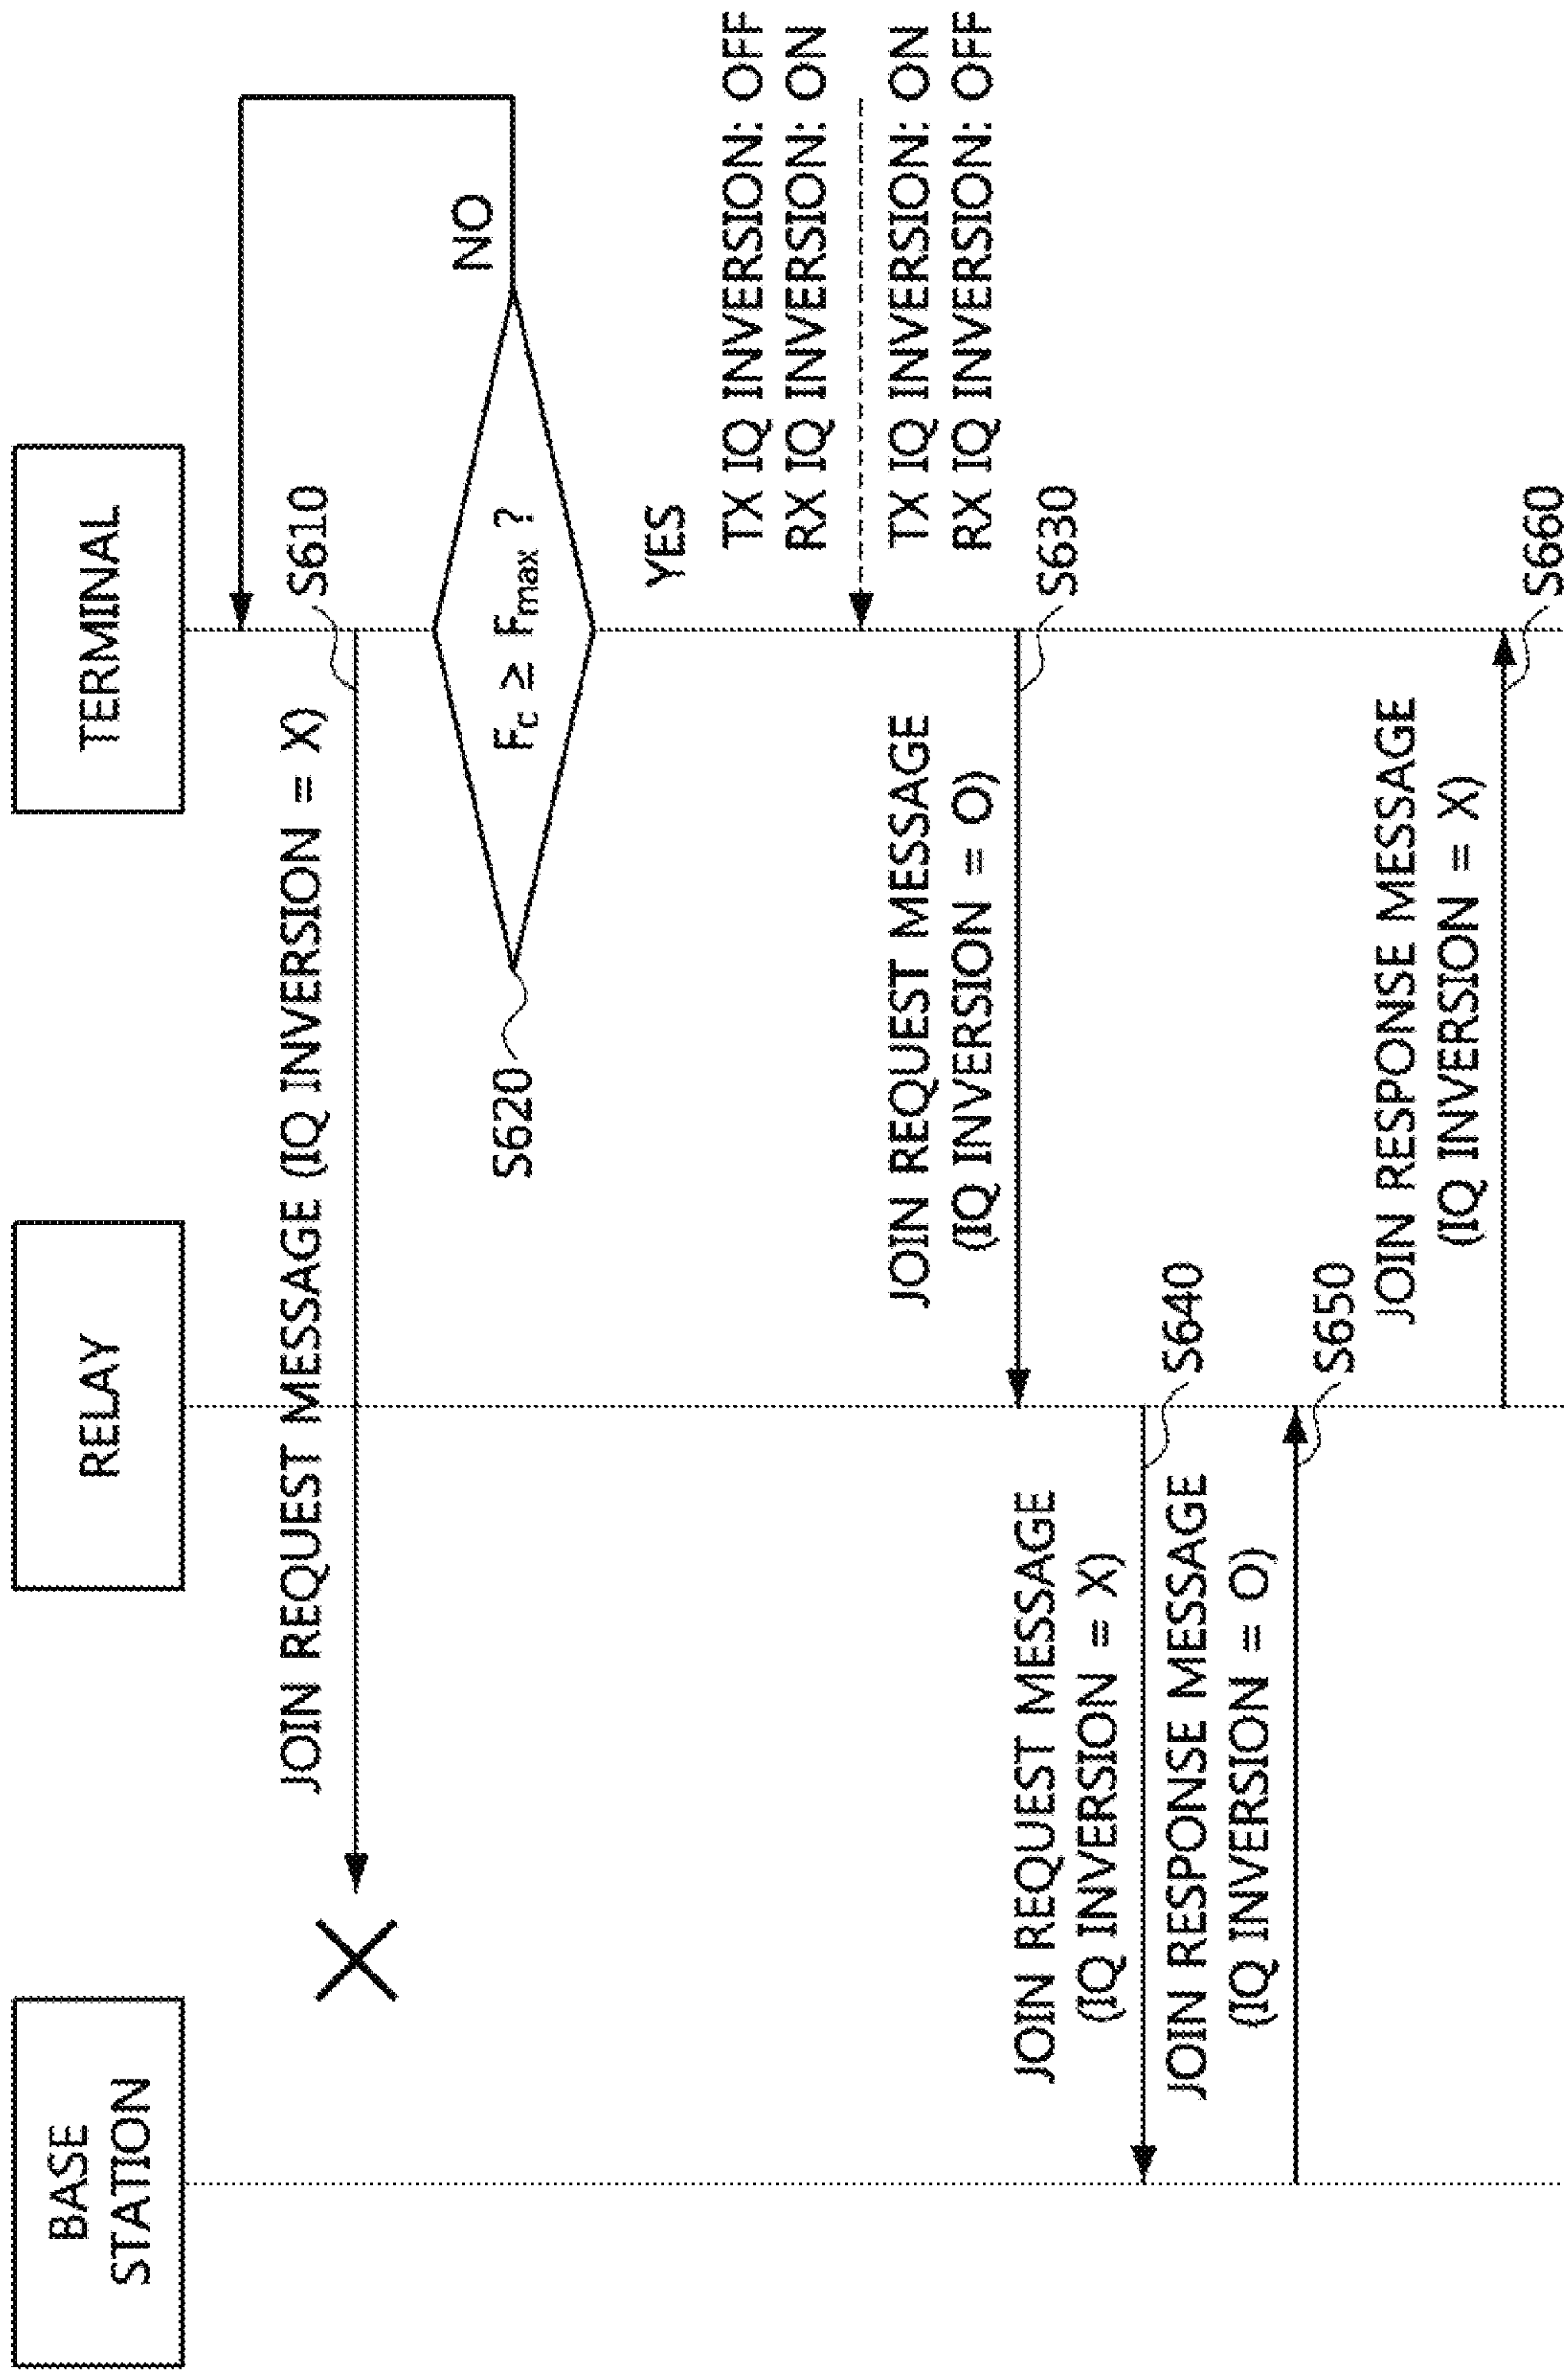 BASE
STATION
RELAY
TERMINAL
JOIN REQUEST MESSAGE (IQ INVERSION = X)
S610
NO
S620
Fc ≥ Fmax ?
YES
TX IQ INVERSION: OFF
RX IQ INVERSION: ON
TX IQ INVERSION: ON
RX IQ INVERSION: OFF
JOIN REQUEST MESSAGE
(IQ INVERSION = O)
S630
JOIN REQUEST MESSAGE
(IQ INVERSION = X)
S640
JOIN RESPONSE MESSAGE
(IQ INVERSION = O)
S650
JOIN RESPONSE MESSAGE
(IQ INVERSION = X)
S660